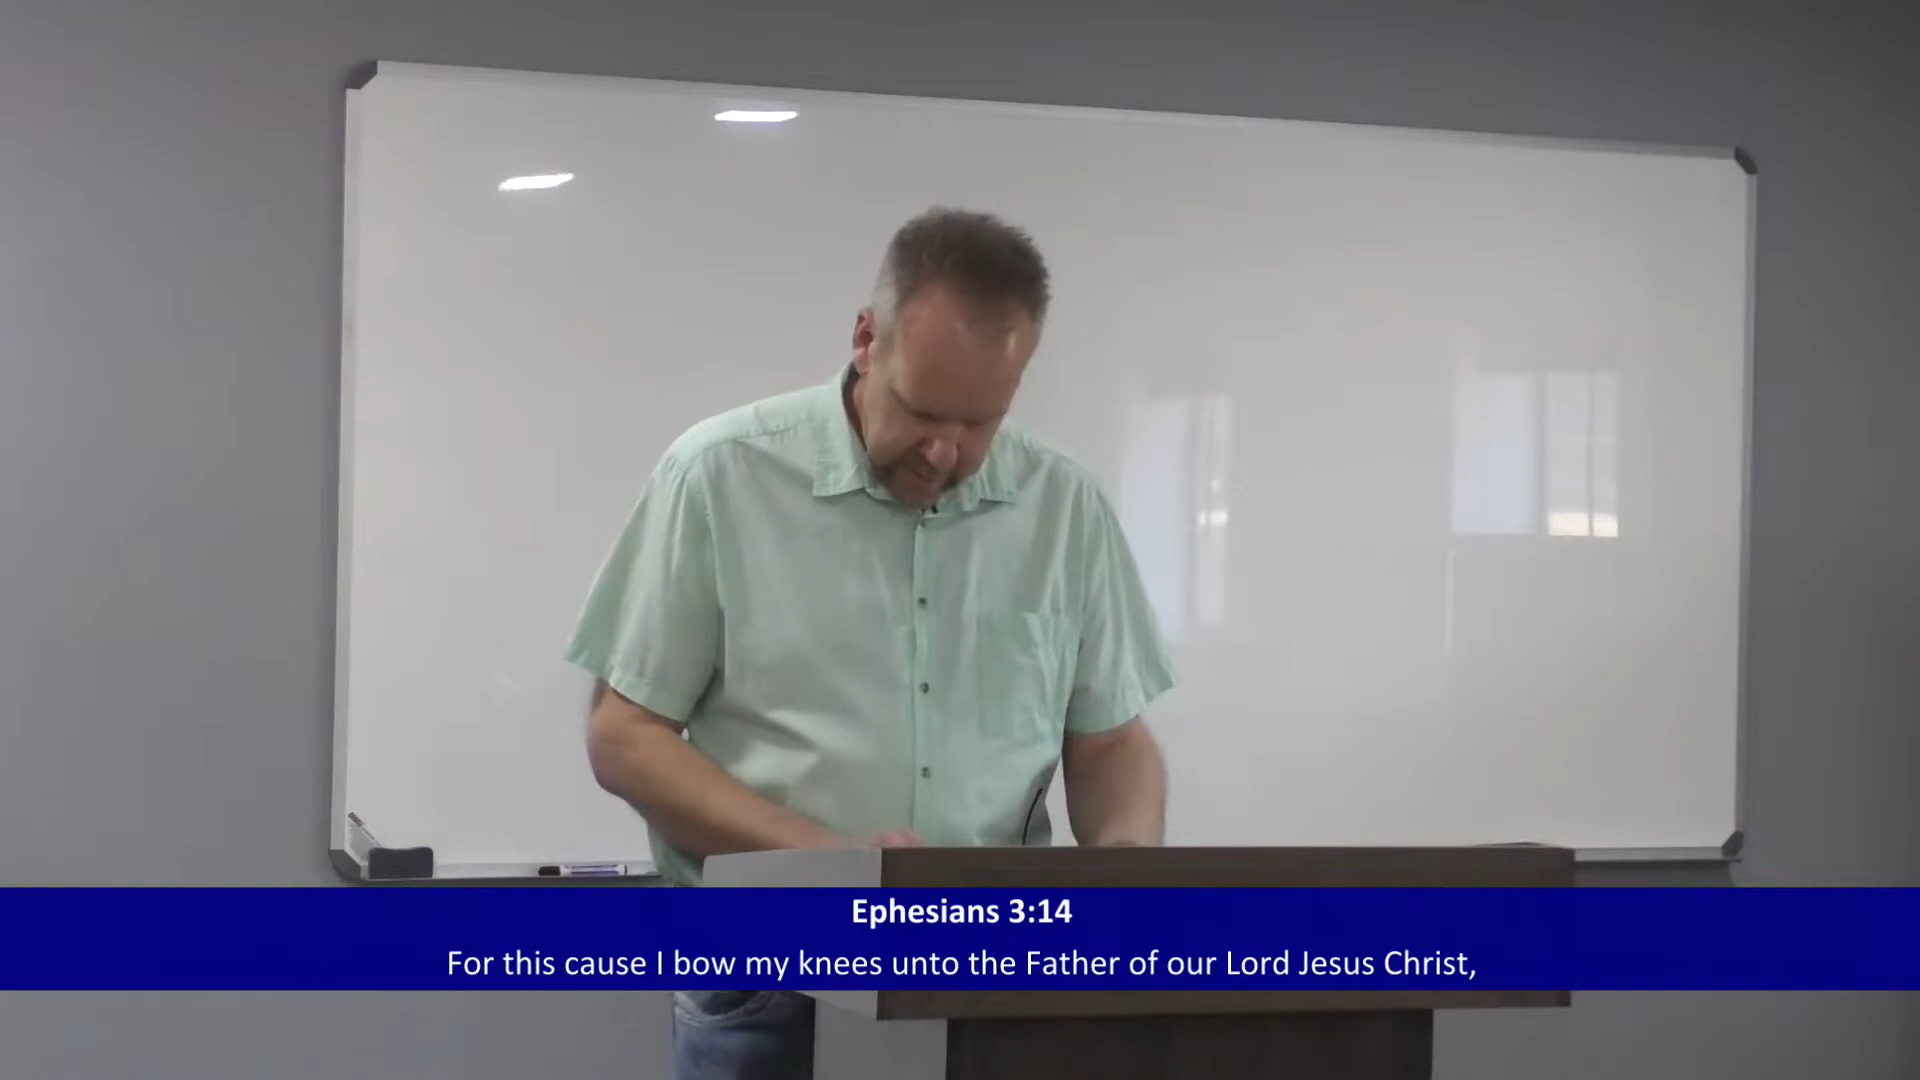 Ephesians 3:14
For this cause I bow my knees unto the Father of our Lord Jesus Christ,